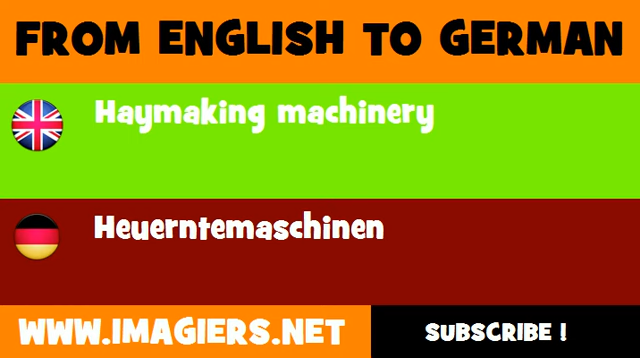 FROM ENGLISH TO GERMAN
Haymaking machinery
Heuerntemaschinen
WWW.IMAGIERS.NET
SUBSCRIBE !